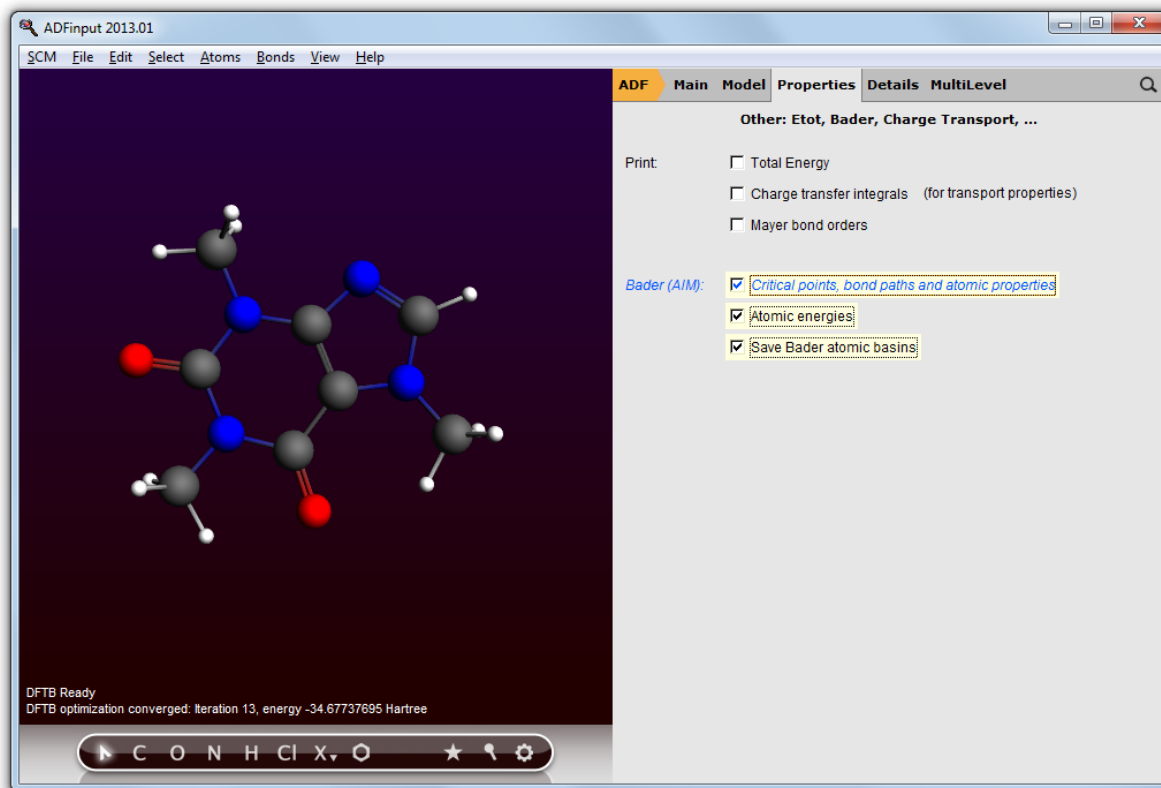 ADFinput 2013.01
SCM File Edit Select Atoms Bonds View Help
ADF Main Model Properties Details MultiLevel
Other: Etot, Bader, Charge Transport, ...
Print: Total Energy
Charge transfer integrals (for transport properties)
Mayer bond orders
Bader (AIM): Critical points, bond paths and atomic properties
Atomic energies
Save Bader atomic basins
DFTB Ready
DFTB optimization converged: Iteration 13, energy -34.67737695 Hartree
C O N H Cl X